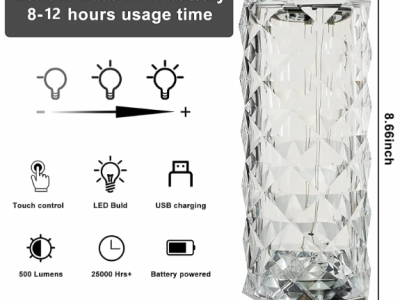 8-12 hours usage time
- +
Touch control
LED Buld
USB charging
500 Lumens
25000 Hrs+
Battery powered
8.66inch